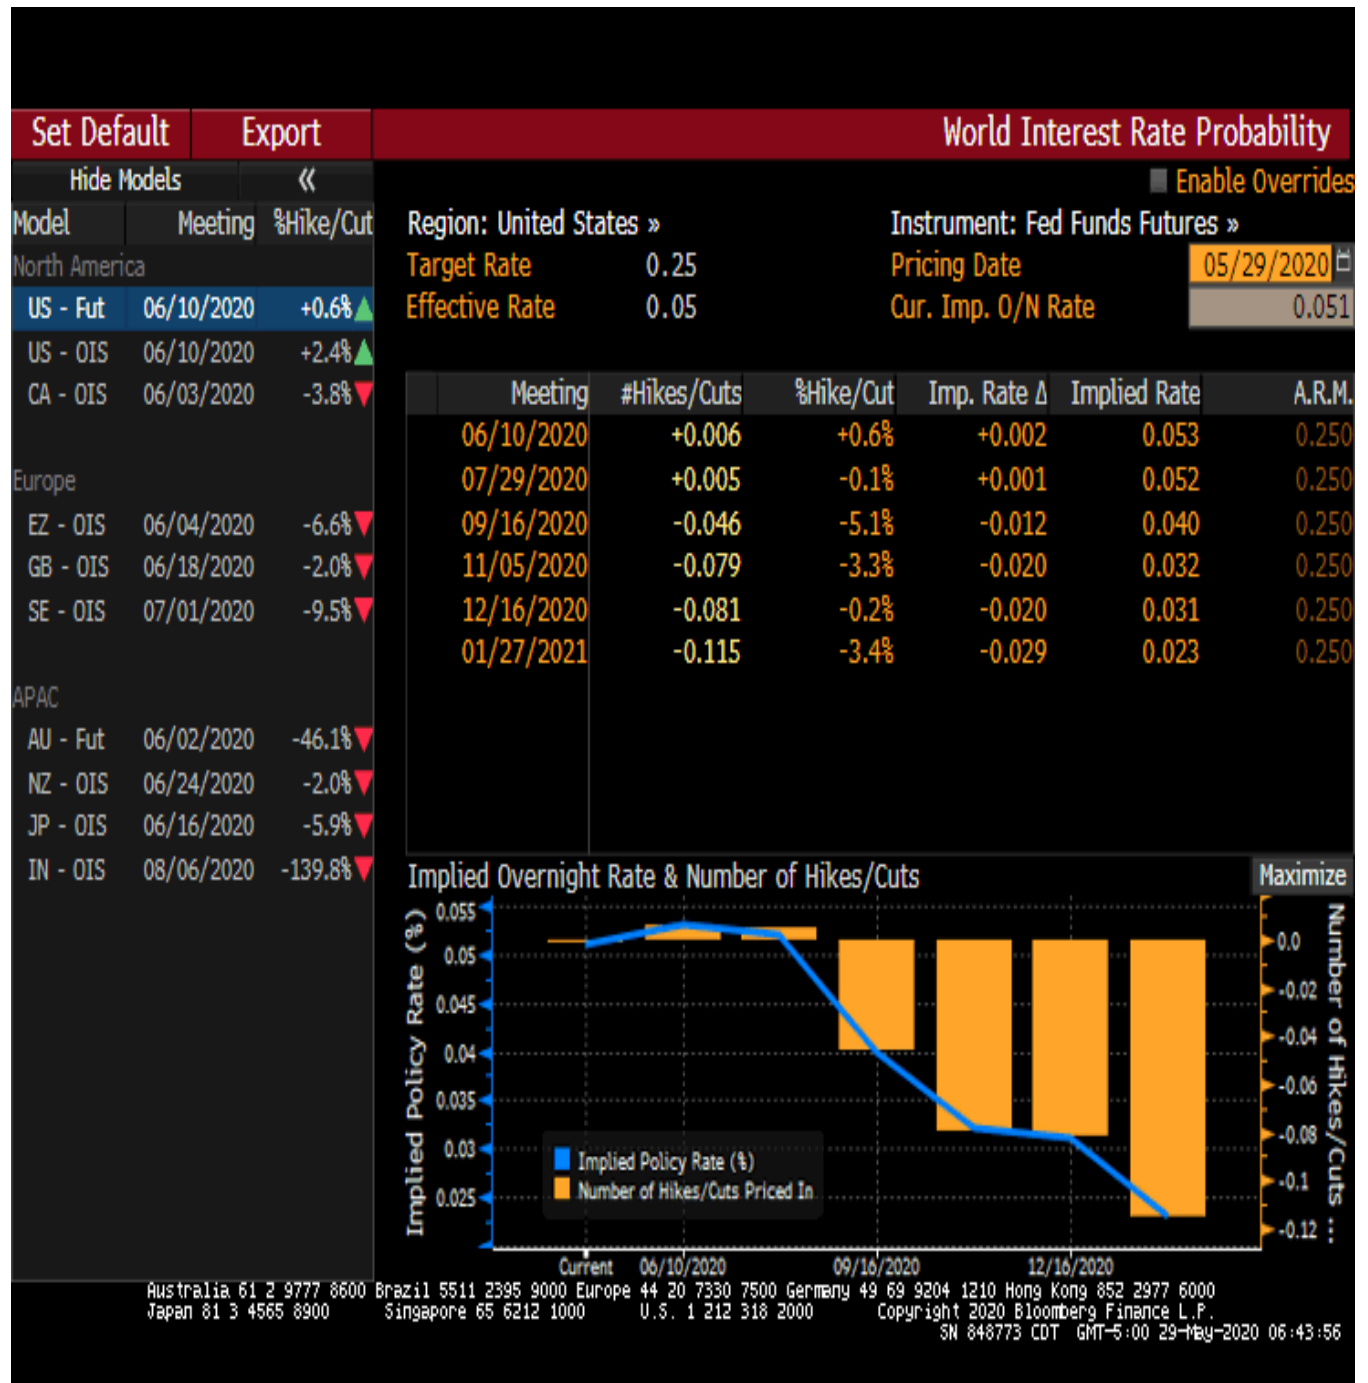 Set Default Export World Interest Rate Probability
Hide Models « Enable Overrides
Model Meeting %Hike/Cut Region: United States » Instrument: Fed Funds Futures »
North America Target Rate 0.25 Pricing Date 05/29/2020
US - Fut 06/10/2020 +0.6% Effective Rate 0.05 Cur. Imp. O/N Rate 0.051
US - OIS 06/10/2020 +2.4%
CA - OIS 06/03/2020 -3.8%
Europe
EZ - OIS 06/04/2020 -6.6%
GB - OIS 06/18/2020 -2.0%
SE - OIS 07/01/2020 -9.5%
APAC
AU - Fut 06/02/2020 -46.1%
NZ - OIS 06/24/2020 -2.0%
JP - OIS 06/16/2020 -5.9%
IN - OIS 08/06/2020 -139.8%
Meeting #Hikes/Cuts %Hike/Cut Imp. Rate Δ Implied Rate A.R.M.
06/10/2020 +0.006 +0.6% +0.002 0.053 0.250
07/29/2020 +0.005 -0.1% +0.001 0.052 0.250
09/16/2020 -0.046 -5.1% -0.012 0.040 0.250
11/05/2020 -0.079 -3.3% -0.020 0.032 0.250
12/16/2020 -0.081 -0.2% -0.020 0.031 0.250
01/27/2021 -0.115 -3.4% -0.029 0.023 0.250
Implied Overnight Rate & Number of Hikes/Cuts Maximize
Implied Policy Rate (%)
0.055
0.05
0.045
0.04
0.035
0.03
0.025
Implied Policy Rate (%)
Number of Hikes/Cuts Priced In
0.0
-0.02
-0.04
-0.06
-0.08
-0.1
-0.12
Number of Hikes/Cuts ...
Current 06/10/2020 09/16/2020 12/16/2020
Australia 61 2 9777 8600 Brazil 5511 2395 9000 Europe 44 20 7330 7500 Germany 49 69 9204 1210 Hong Kong 852 2977 6000
Japan 81 3 4565 8900 Singapore 65 6212 1000 U.S. 1 212 318 2000 Copyright 2020 Bloomberg Finance L.P.
SN 848773 CDT GMT-5:00 29-May-2020 06:43:56